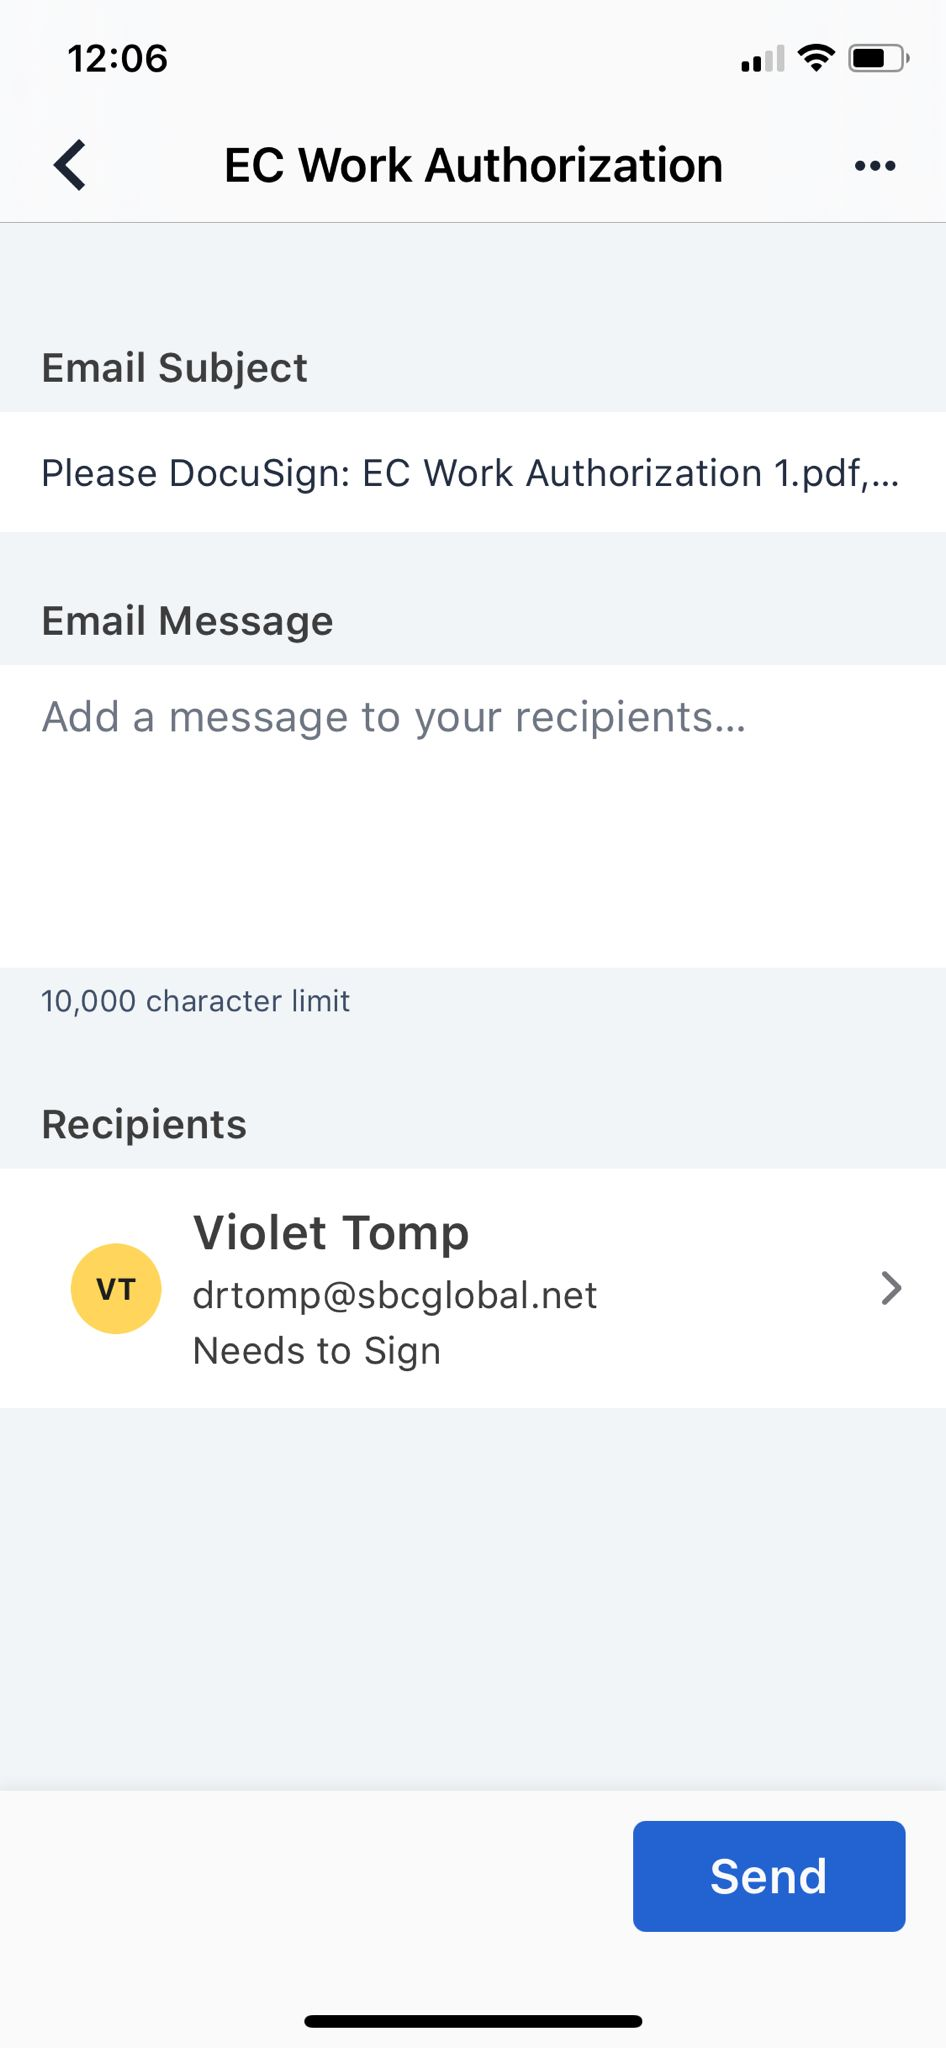 12:06
EC Work Authorization
Email Subject
Please DocuSign: EC Work Authorization 1.pdf,...
Email Message
Add a message to your recipients...
10,000 character limit
Recipients
VT
Violet Tomp
drtomp@sbcglobal.net
Needs to Sign
Send